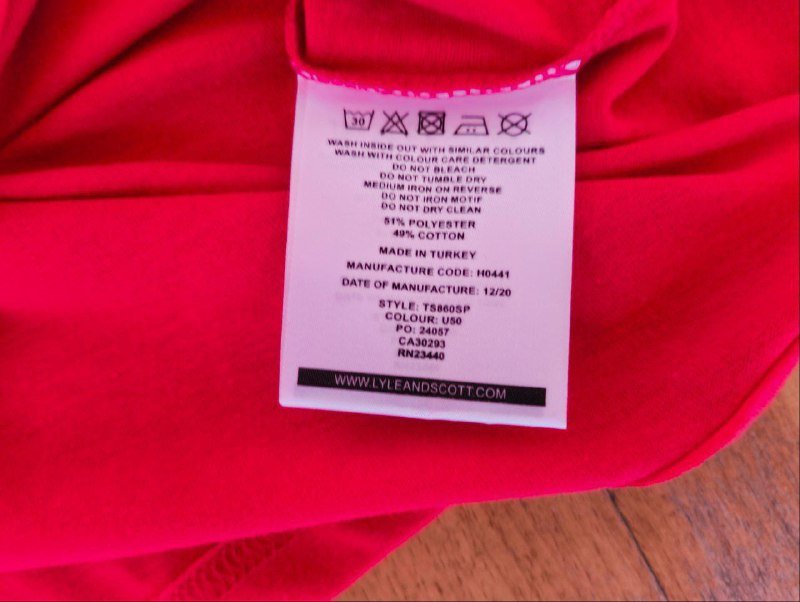 30
WASH INSIDE OUT WITH SIMILAR COLOURS
WASH WITH COLOUR CARE DETERGENT
DO NOT BLEACH
DO NOT TUMBLE DRY
MEDIUM IRON ON REVERSE
DO NOT IRON MOTIF
DO NOT DRY CLEAN
51% POLYESTER
49% COTTON
MADE IN TURKEY
MANUFACTURE CODE: H0441
DATE OF MANUFACTURE: 12/20
STYLE: TS860SP
COLOUR: U50
PO: 24057
CA30293
RN23440
WWW.LYLEANDSCOTT.COM